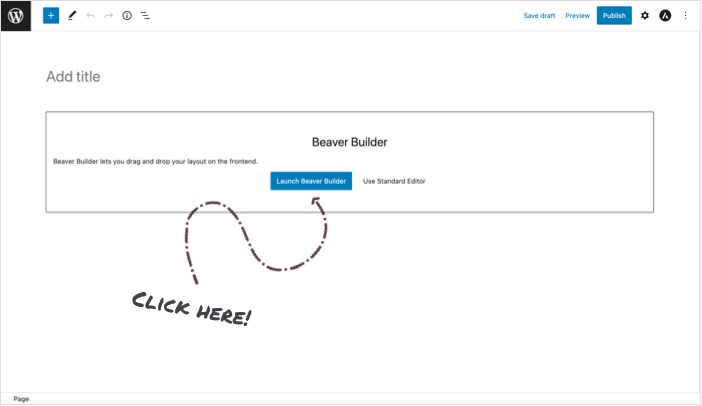 Save draft
Preview
Publish
Add title
Beaver Builder
Beaver Builder lets you drag and drop your layout on the frontend.
Launch Beaver Builder
Use Standard Editor
CLICK HERE!
Page